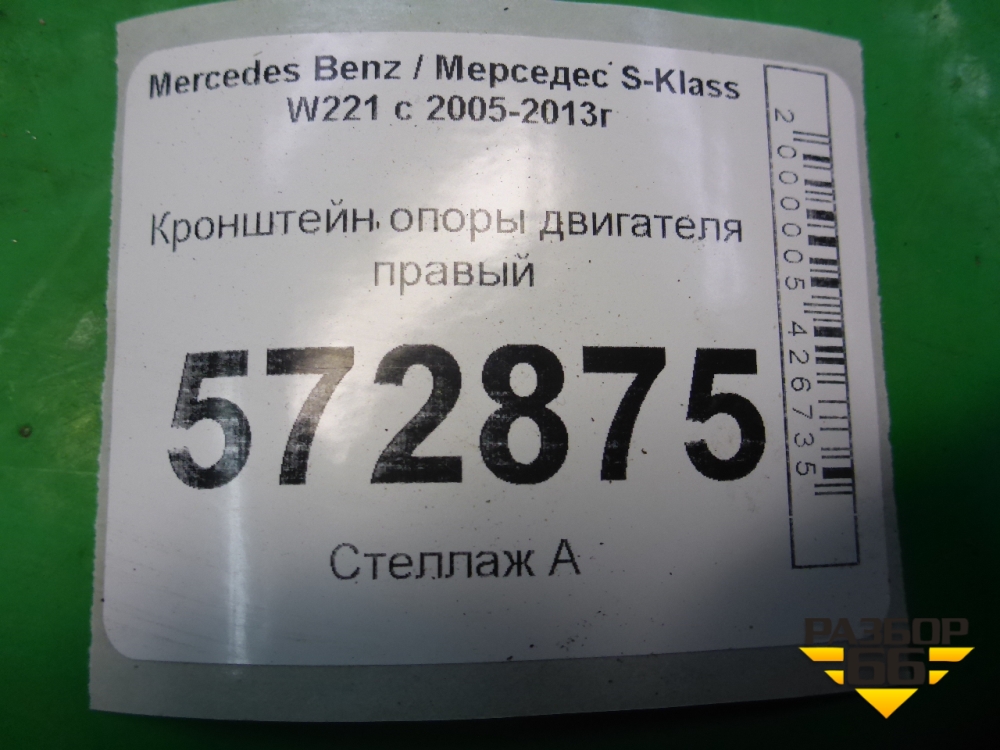 Mercedes Benz / Мерседес S-Klass
W221 с 2005-2013г
Кронштейн опоры двигателя
правый
572875
Стеллаж А
2000005426735
РАЗБОР
66